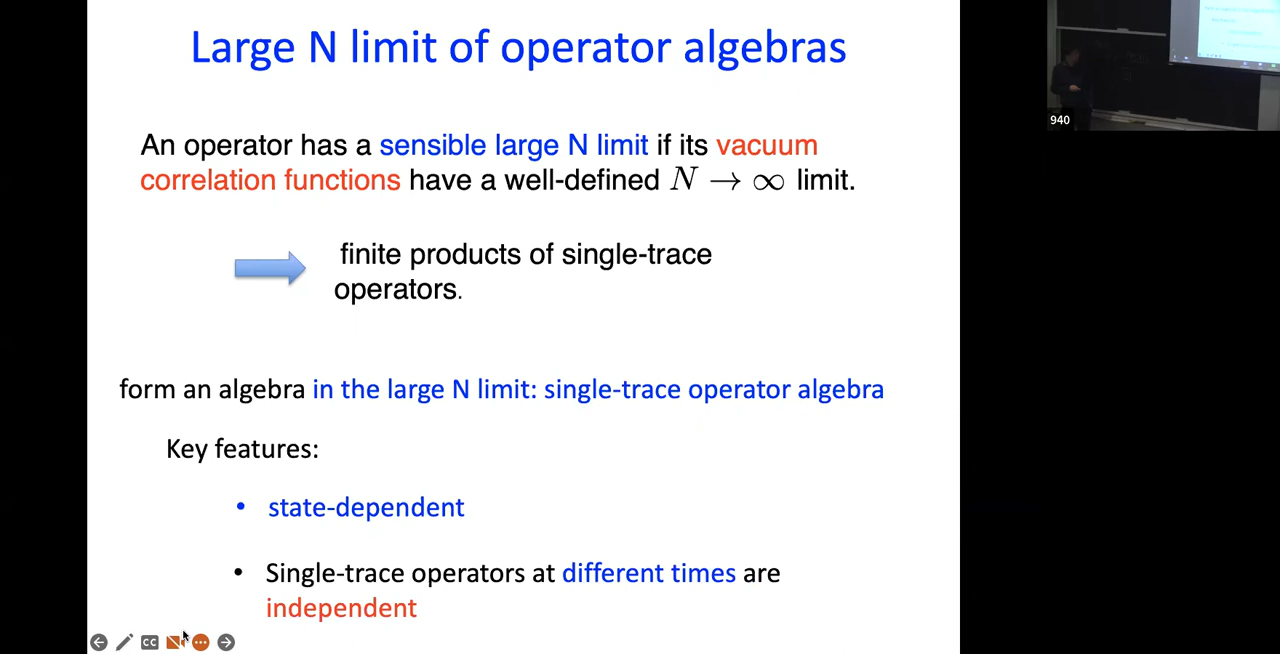 Large N limit of operator algebras
An operator has a sensible large N limit if its vacuum
correlation functions have a well-defined N → ∞ limit.
finite products of single-trace
operators.
form an algebra in the large N limit: single-trace operator algebra
Key features:
• state-dependent
• Single-trace operators at different times are
independent
CC
940